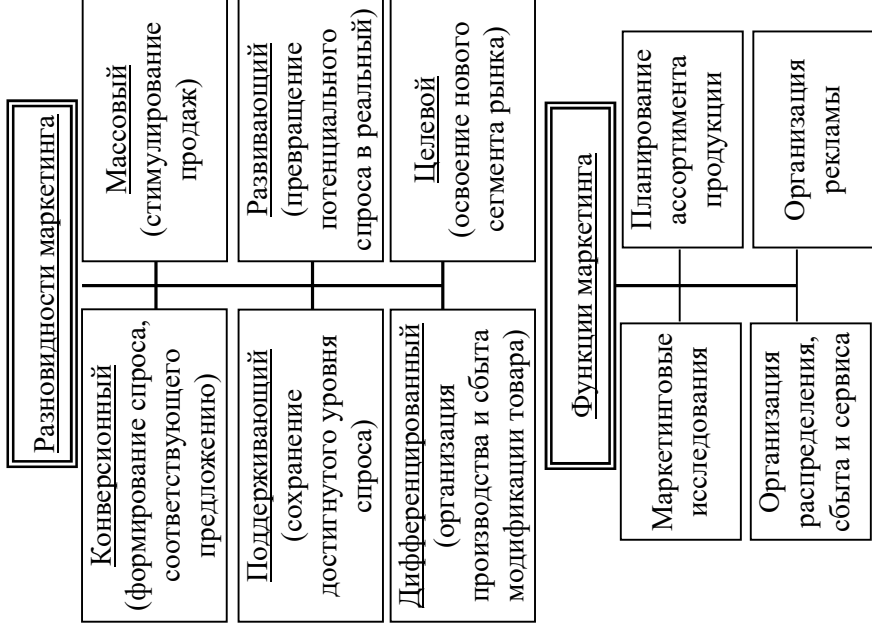 Разновидности маркетинга
Конверсионный
(формирование спроса,
соответствующего
предложению)
Массовый
(стимулирование
продаж)
Поддерживающий
(сохранение
достигнутого уровня
спроса)
Развивающий
(превращение
потенциального
спроса в реальный)
Дифференцированный
(организация
производства и сбыта
модификации товара)
Целевой
(освоение нового
сегмента рынка)
Функции маркетинга
Маркетинговые
исследования
Планирование
ассортимента
продукции
Организация
распределения,
сбыта и сервиса
Организация
рекламы